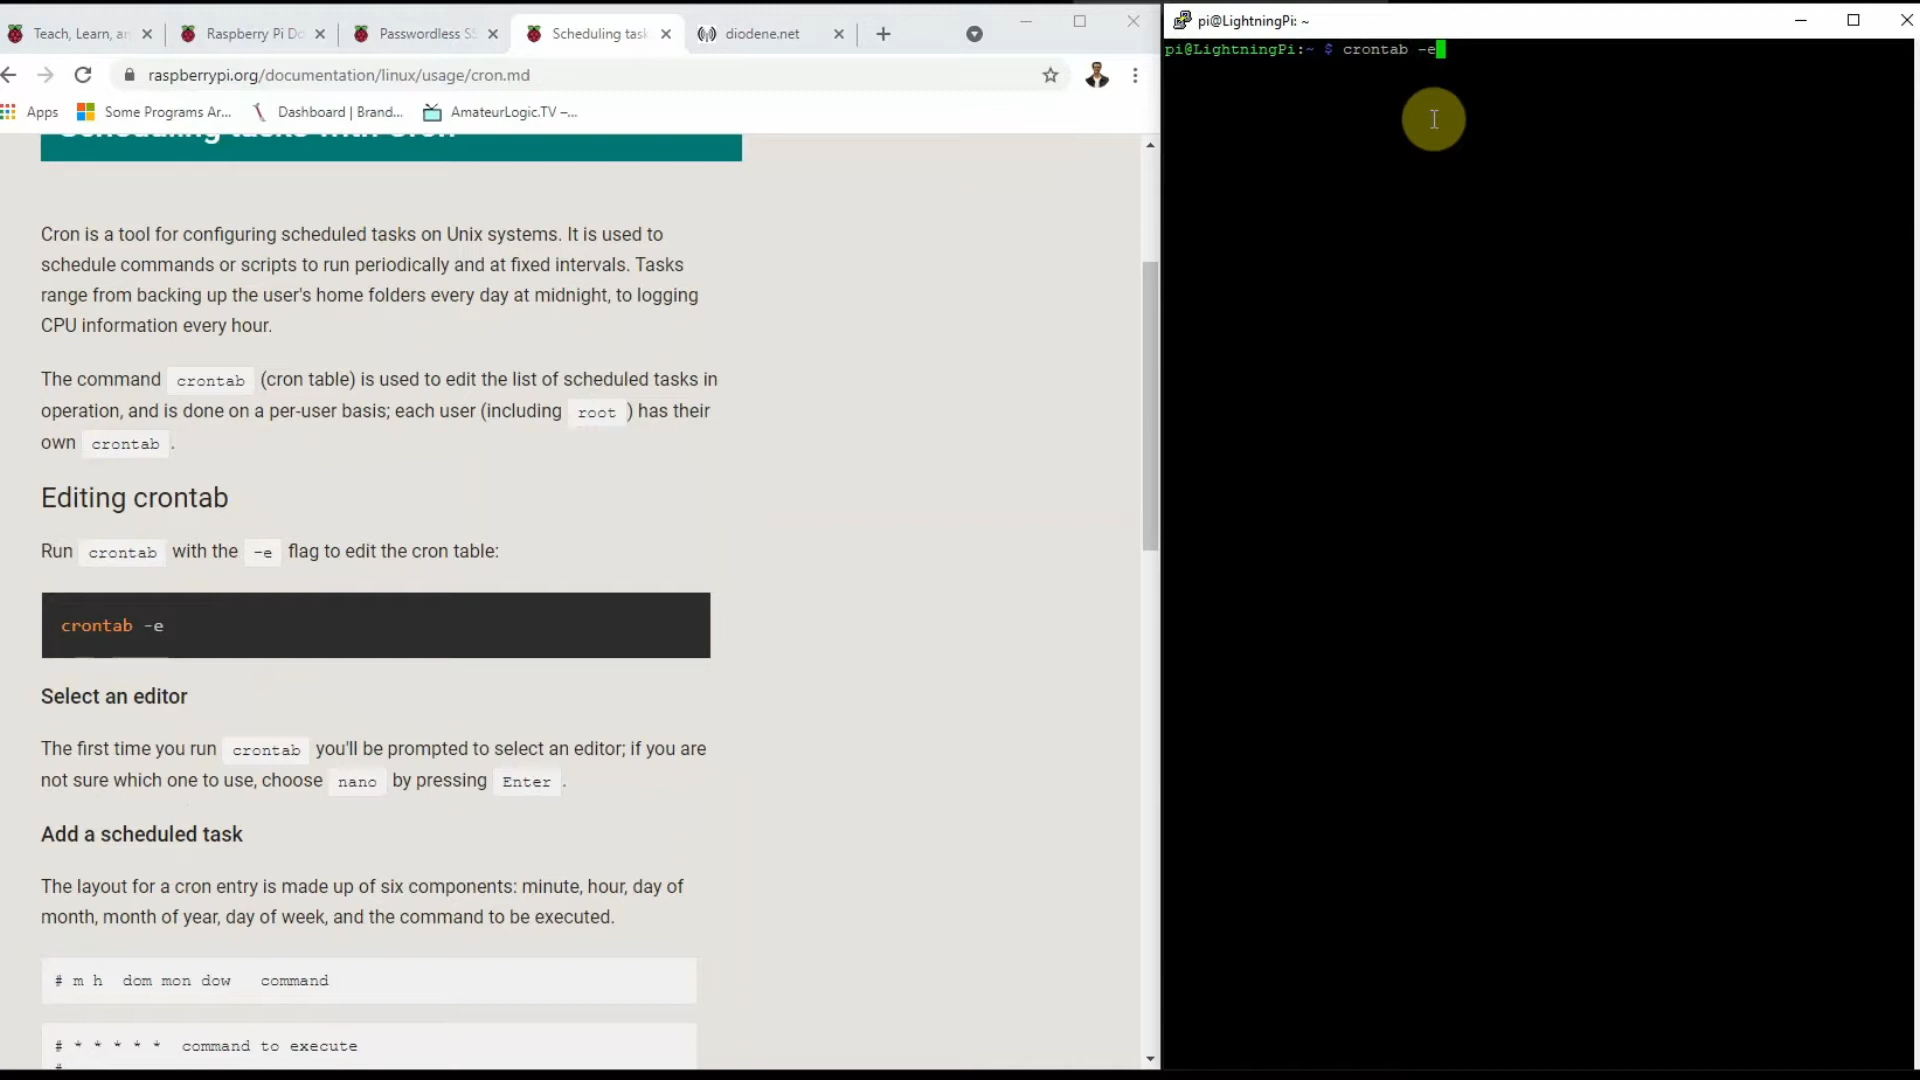 Teach, Learn, an
Raspberry Pi Do
Passwordless SS
Scheduling task
diodene.net
pi@LightningPi: ~
raspberrypi.org/documentation/linux/usage/cron.md
Apps
Some Programs Ar...
Dashboard | Brand...
AmateurLogic.TV –...
pi@LightningPi:~ $ crontab -e
Scheduling tasks with Cron
Cron is a tool for configuring scheduled tasks on Unix systems. It is used to
schedule commands or scripts to run periodically and at fixed intervals. Tasks
range from backing up the user's home folders every day at midnight, to logging
CPU information every hour.
The command crontab (cron table) is used to edit the list of scheduled tasks in
operation, and is done on a per-user basis; each user (including root ) has their
own crontab .
Editing crontab
Run crontab with the -e flag to edit the cron table:
crontab -e
Select an editor
The first time you run crontab you'll be prompted to select an editor; if you are
not sure which one to use, choose nano by pressing Enter .
Add a scheduled task
The layout for a cron entry is made up of six components: minute, hour, day of
month, month of year, day of week, and the command to be executed.
# m h  dom mon dow   command
# * * * * *  command to execute
#